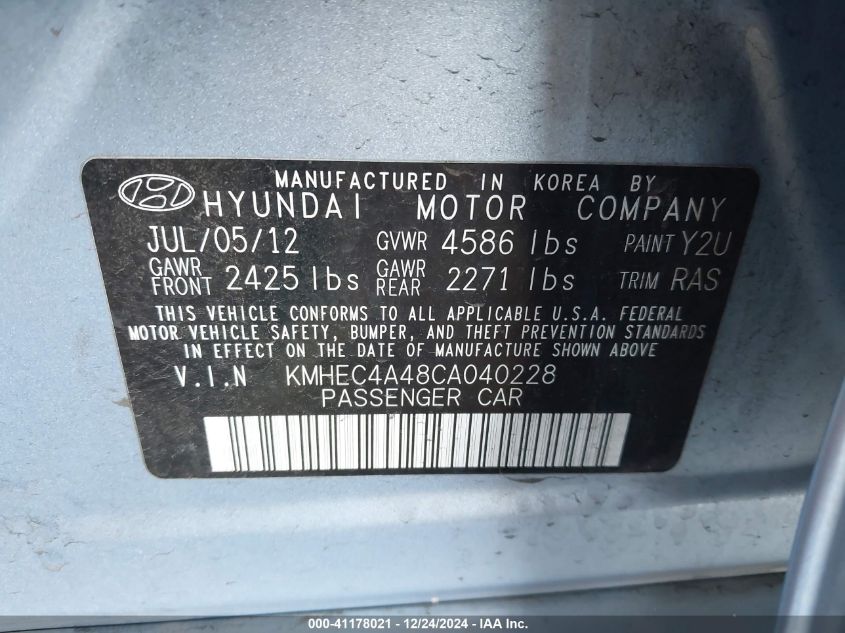 MANUFACTURED IN KOREA BY
HYUNDAI MOTOR COMPANY
JUL/05/12 GVWR 4586 lbs PAINT Y2U
GAWR FRONT 2425 lbs GAWR REAR 2271 lbs TRIM RAS
THIS VEHICLE CONFORMS TO ALL APPLICABLE U.S.A. FEDERAL
MOTOR VEHICLE SAFETY, BUMPER, AND THEFT PREVENTION STANDARDS
IN EFFECT ON THE DATE OF MANUFACTURE SHOWN ABOVE
V.I.N KMHEC4A48CA040228
PASSENGER CAR
000-41178021 - 12/24/2024 - IAA, Inc.